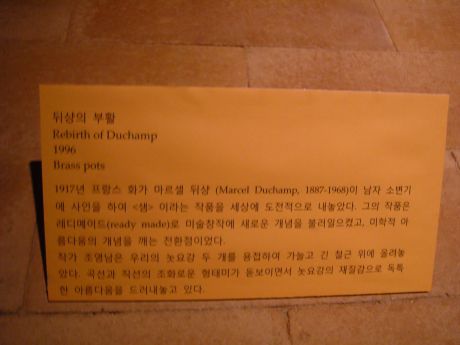 뒤샹의 부활
Rebirth of Duchamp
1996
Brass pots
1917년 프랑스 화가 마르셀 뒤샹 (Marcel Duchamp, 1887-1968)이 남자 소변기
에 사인을 하여 <샘> 이라는 작품을 세상에 도전적으로 내놓았다. 그의 작품은
레디메이드(ready made)로 미술창작에 새로운 개념을 불러일으켰고, 미학적 아
름다움의 개념을 깨는 전환점이었다.
작가 조영남은 우리의 놋요강 두 개를 용접하여 가늘고 긴 철근 위에 올려놓
았다. 곡선과 직선의 조화로운 형태미가 돋보이면서 놋요강의 재질감으로 독특
한 아름다움을 드러내놓고 있다.